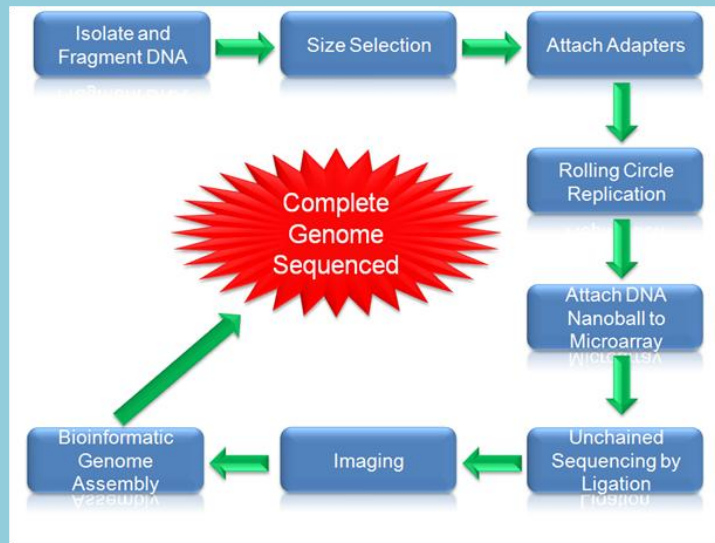 Isolate and
Fragment DNA
Size Selection
Attach Adapters
Rolling Circle
Replication
Attach DNA
Nanoball to
Microarray
Unchained
Sequencing by
Ligation
Imaging
Bioinformatic
Genome
Assembly
Complete
Genome
Sequenced